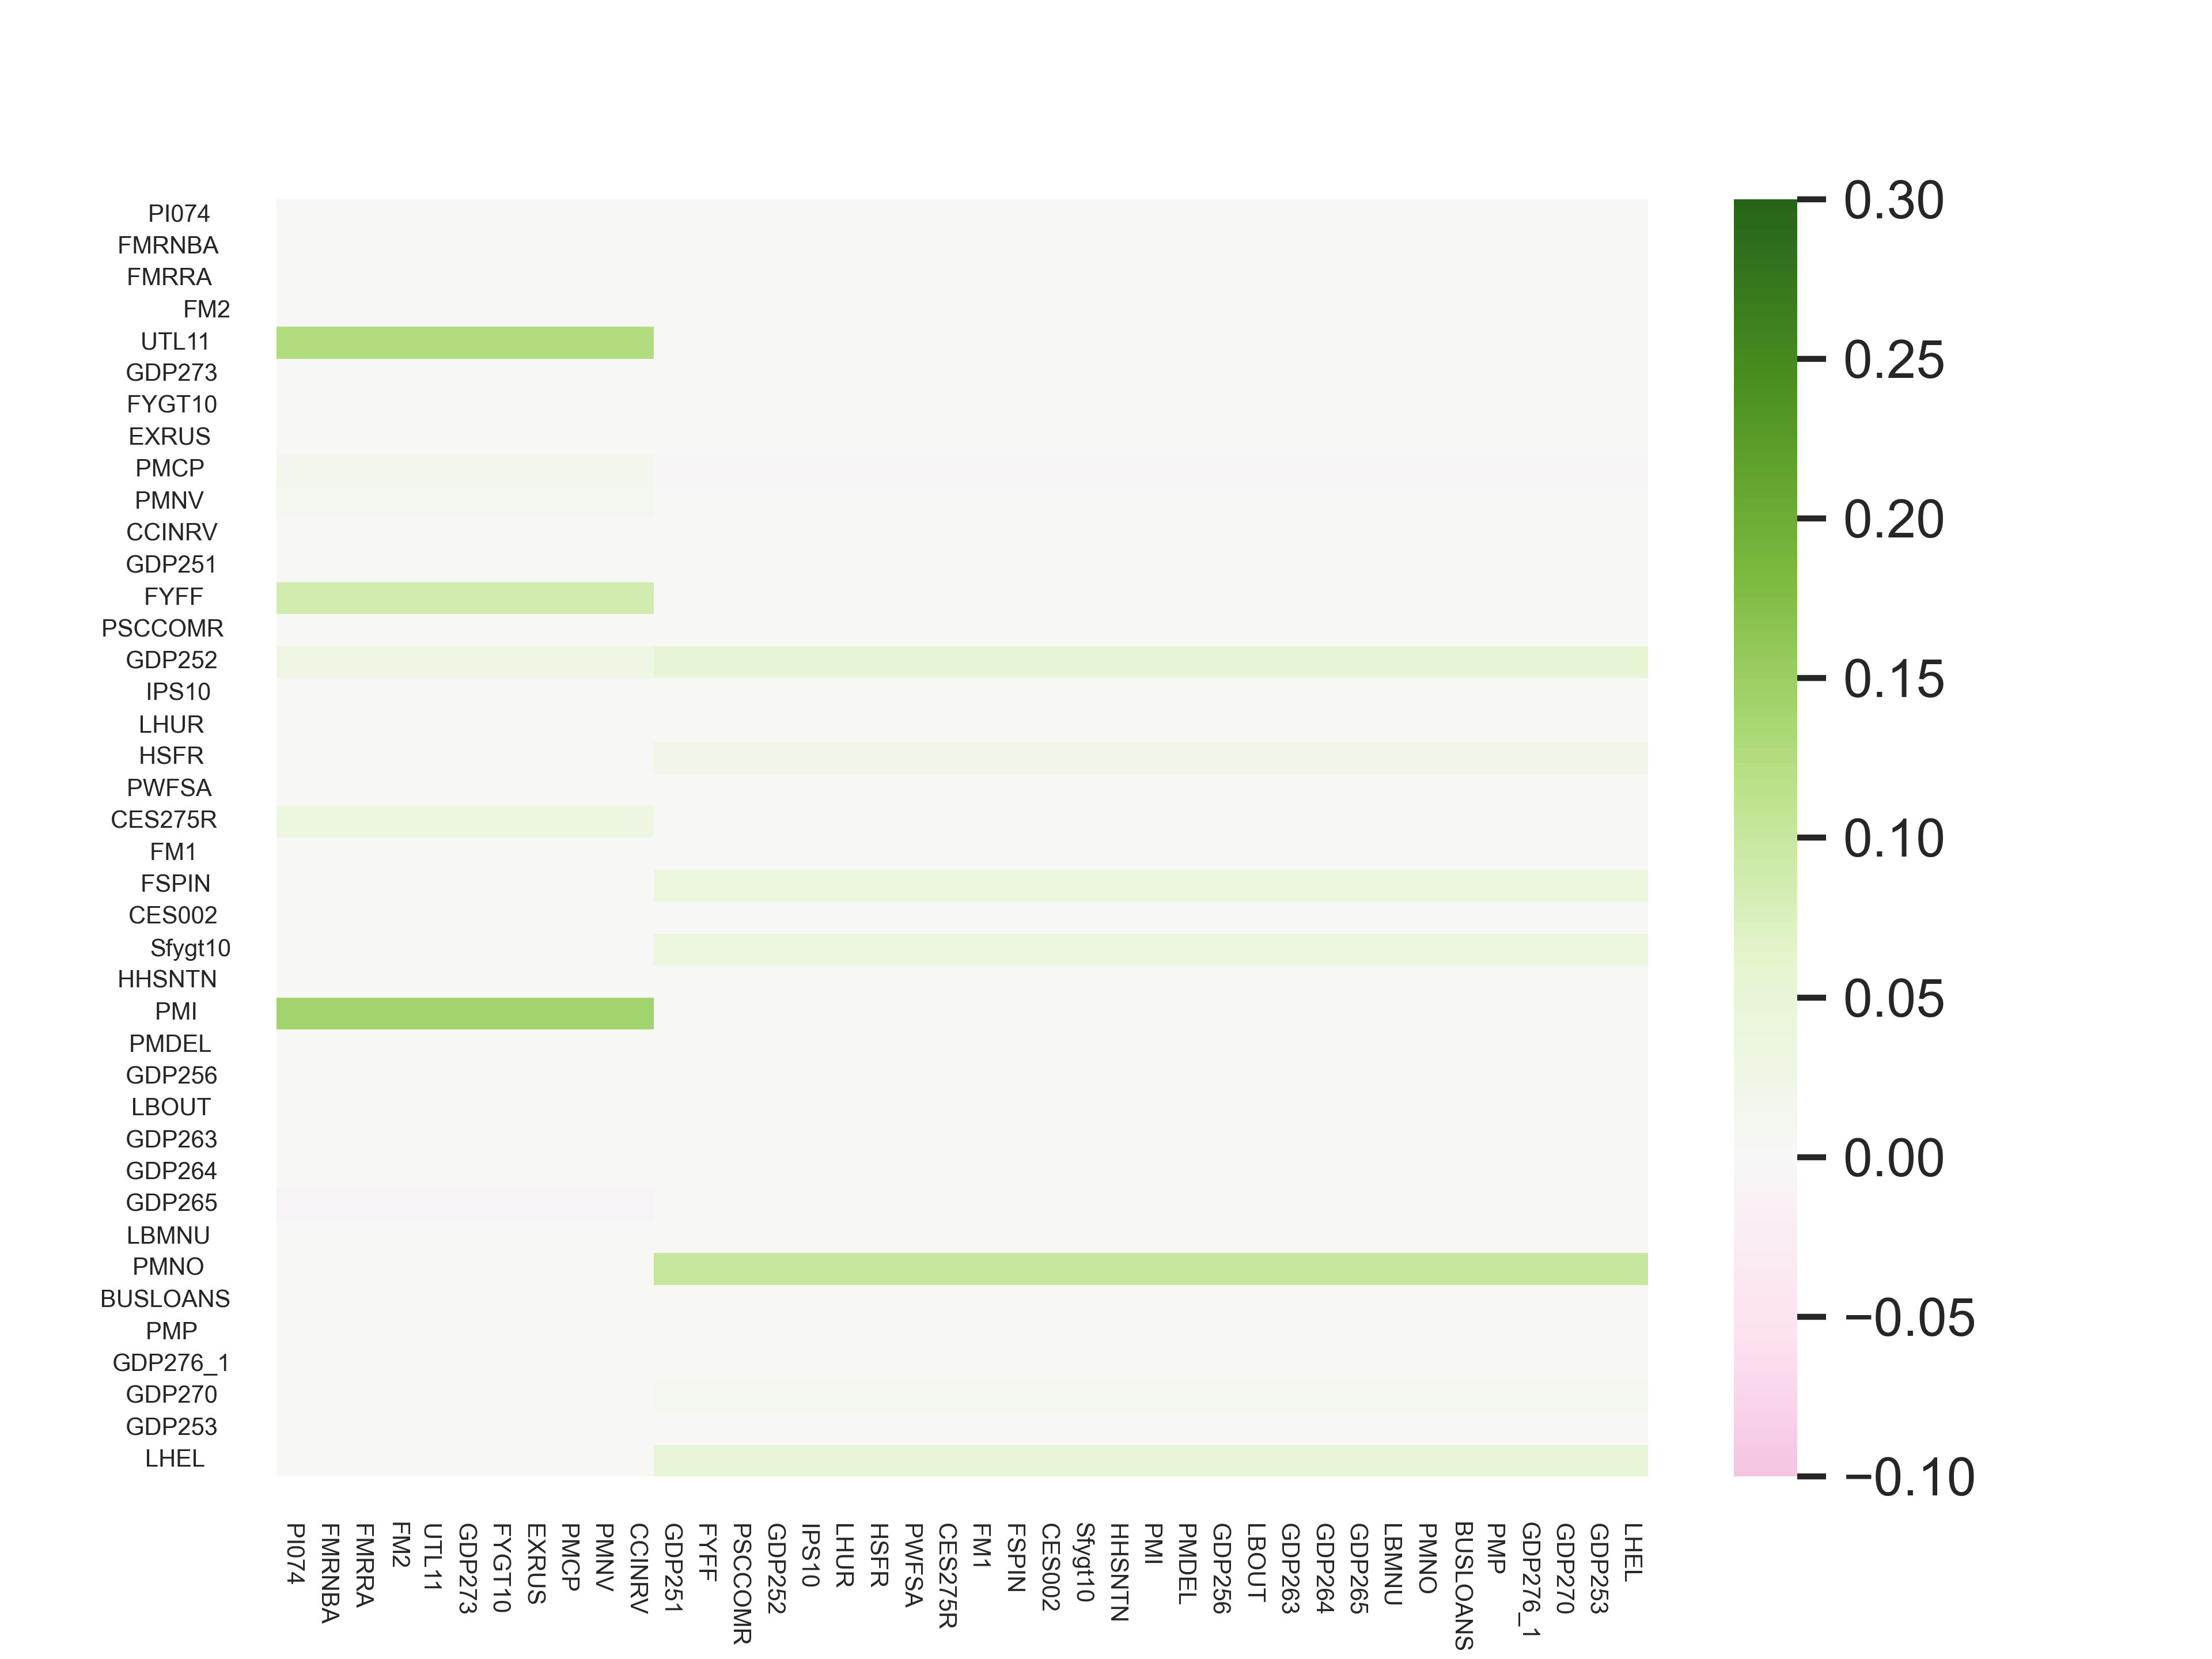 PI074
FMRNBA
FMRRA
FM2
UTL11
GDP273
FYGT10
EXRUS
PMCP
PMNV
CCINRV
GDP251
FYFF
PSCCOMR
GDP252
IPS10
LHUR
HSFR
PWFSA
CES275R
FM1
FSPIN
CES002
Sfygt10
HHSNTN
PMI
PMDEL
GDP256
LBOUT
GDP263
GDP264
GDP265
LBMNU
PMNO
BUSLOANS
PMP
GDP276_1
GDP270
GDP253
LHEL
PI074
FMRNBA
FMRRA
FM2
UTL11
GDP273
FYGT10
EXRUS
PMCP
PMNV
CCINRV
GDP251
FYFF
PSCCOMR
GDP252
IPS10
LHUR
HSFR
PWFSA
CES275R
FM1
FSPIN
CES002
Sfygt10
HHSNTN
PMI
PMDEL
GDP256
LBOUT
GDP263
GDP264
GDP265
LBMNU
PMNO
BUSLOANS
PMP
GDP276_1
GDP270
GDP253
LHEL
0.30
0.25
0.20
0.15
0.10
0.05
0.00
−0.05
−0.10